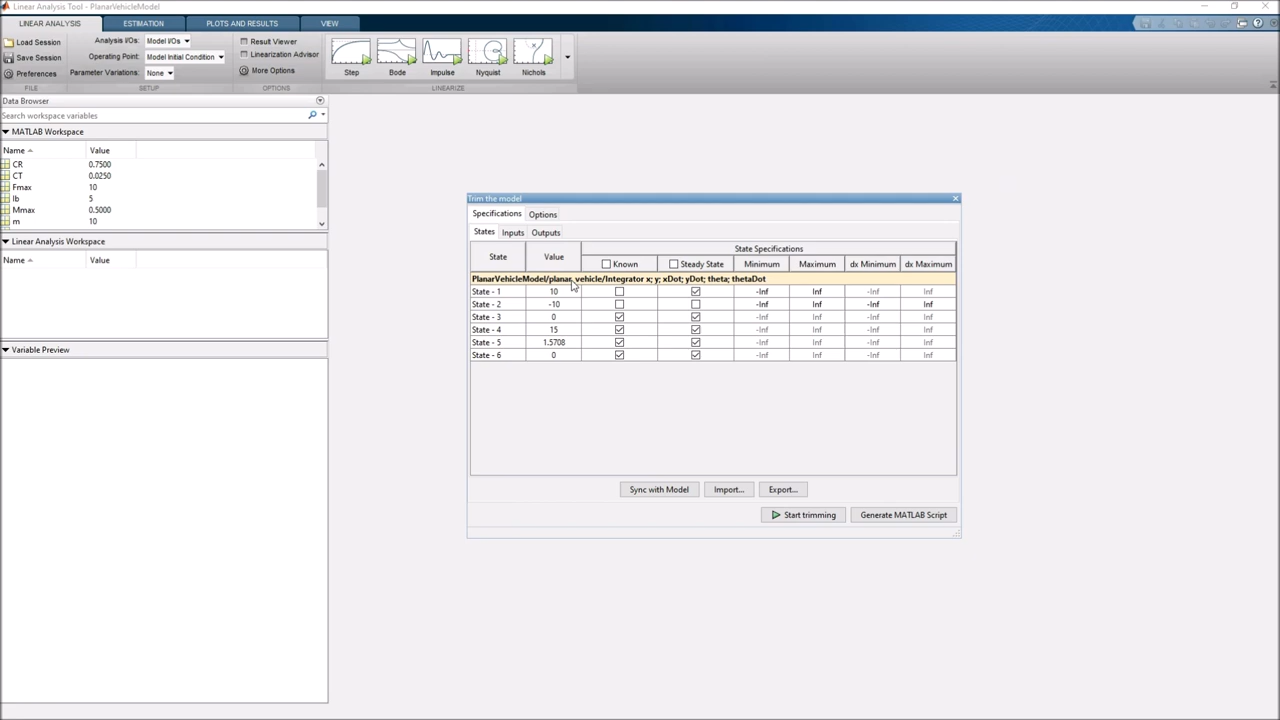 Linear Analysis Tool - PlanarVehicleModel
LINEAR ANALYSIS ESTIMATION PLOTS AND RESULTS VIEW
Load Session
Save Session
Preferences
FILE
Analysis I/Os: Model I/Os
Operating Point: Model Initial Condition
Parameter Variations: None
SETUP
Result Viewer
Linearization Advisor
More Options
OPTIONS
Step Bode Impulse Nyquist Nichols
LINEARIZE
Data Browser
Search workspace variables
MATLAB Workspace
Name Value
CR 0.7500
CT 0.0250
Fmax 10
Ib 5
Mmax 0.5000
m 10
Linear Analysis Workspace
Name Value
Variable Preview
Trim the model
Specifications Options
States Inputs Outputs
State Value State Specifications
Known Steady State Minimum Maximum dx Minimum dx Maximum
PlanarVehicleModel/planar vehicle/Integrator x; y; xDot; yDot; theta; thetaDot
State - 1 10 -Inf Inf -Inf Inf
State - 2 -10 -Inf Inf -Inf Inf
State - 3 0 -Inf Inf -Inf Inf
State - 4 15 -Inf Inf -Inf Inf
State - 5 1.5708 -Inf Inf -Inf Inf
State - 6 0 -Inf Inf -Inf Inf
Sync with Model Import... Export...
Start trimming Generate MATLAB Script